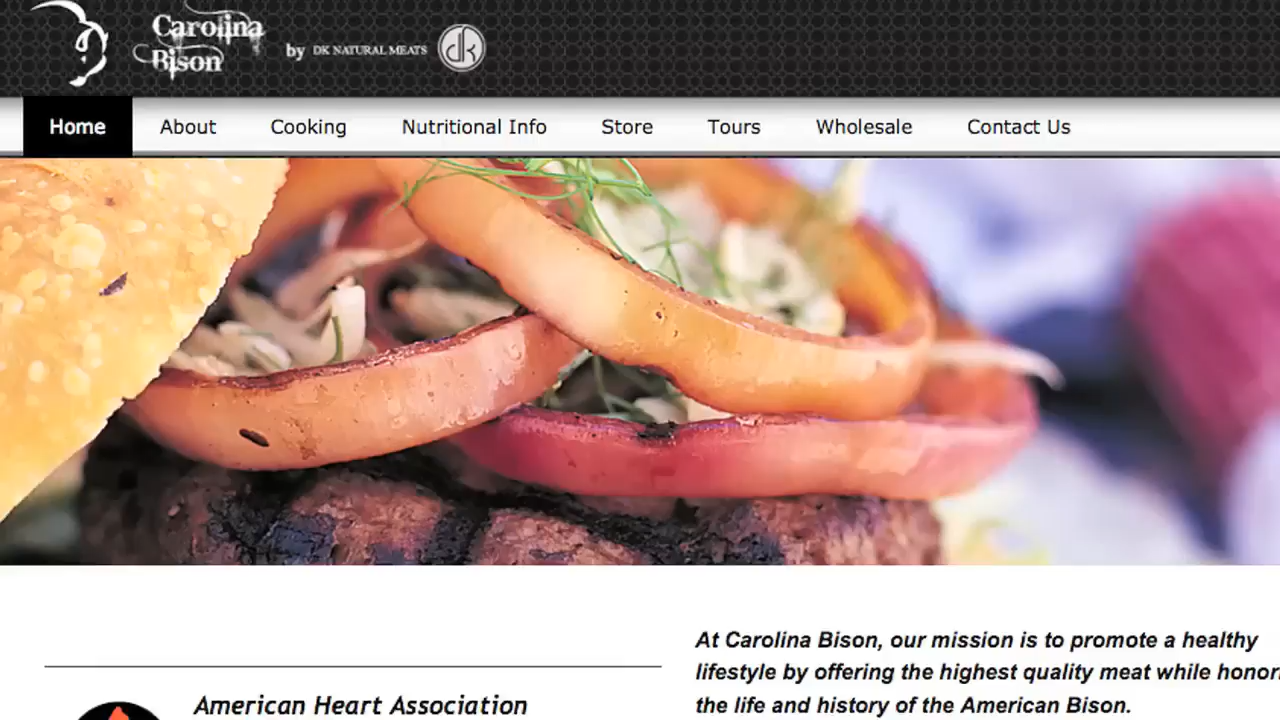 Carolina
Bison
by DK NATURAL MEATS dk
Home About Cooking Nutritional Info Store Tours Wholesale Contact Us
At Carolina Bison, our mission is to promote a healthy
lifestyle by offering the highest quality meat while honori
the life and history of the American Bison.
American Heart Association